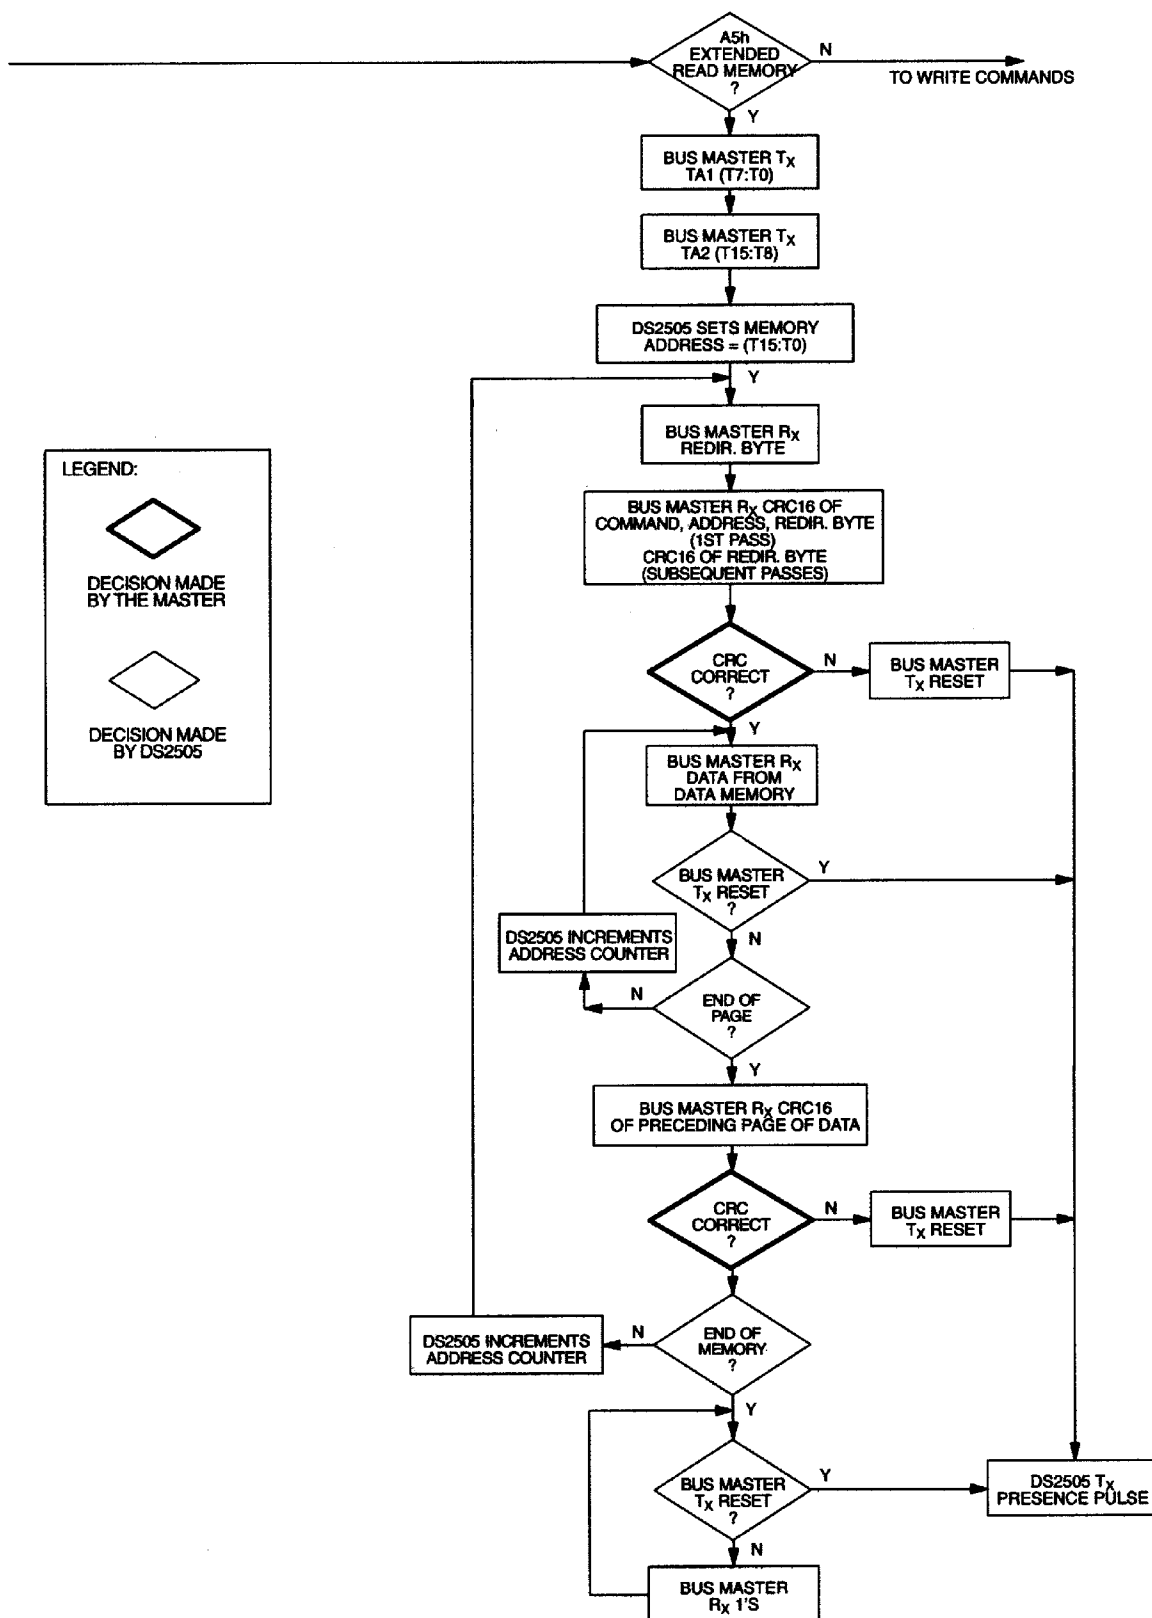 A5h
EXTENDED
READ MEMORY
?
N
TO WRITE COMMANDS
Y
BUS MASTER TX
TA1 (T7:T0)
BUS MASTER TX
TA2 (T15:T8)
DS2505 SETS MEMORY
ADDRESS = (T15:T0)
Y
BUS MASTER RX
REDIR. BYTE
LEGEND:
DECISION MADE
BY THE MASTER
DECISION MADE
BY DS2505
BUS MASTER RX CRC16 OF
COMMAND, ADDRESS, REDIR. BYTE
(1ST PASS)
CRC16 OF REDIR. BYTE
(SUBSEQUENT PASSES)
CRC
CORRECT
?
N
BUS MASTER
TX RESET
Y
BUS MASTER RX
DATA FROM
DATA MEMORY
BUS MASTER
TX RESET
?
Y
N
DS2505 INCREMENTS
ADDRESS COUNTER
END OF
PAGE
?
N
Y
BUS MASTER RX CRC16
OF PRECEDING PAGE OF DATA
CRC
CORRECT
?
N
BUS MASTER
TX RESET
END OF
MEMORY
?
N
DS2505 INCREMENTS
ADDRESS COUNTER
Y
BUS MASTER
TX RESET
?
Y
DS2505 TX
PRESENCE PULSE
N
BUS MASTER
RX 1'S